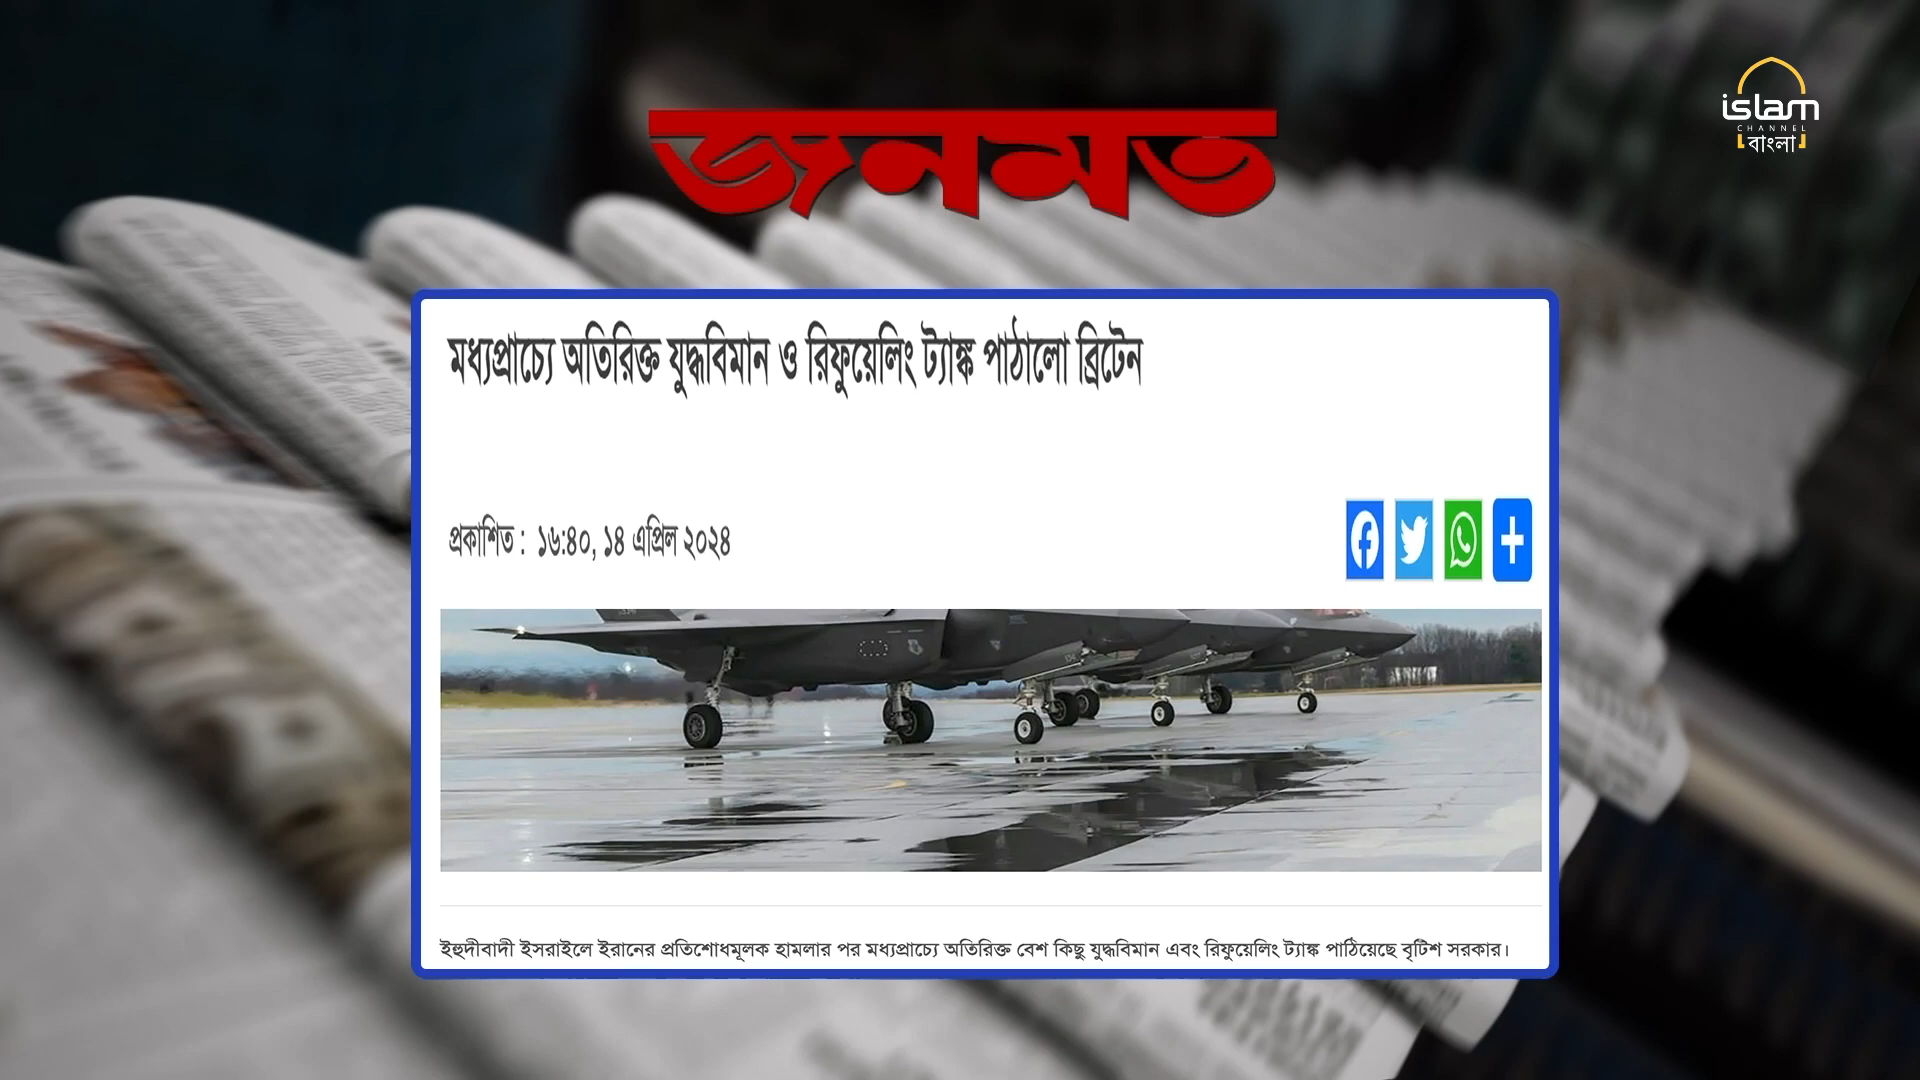 islam
CHANNEL
বাংলা
জনমত
মধ্যপ্রাচ্যে অতিরিক্ত যুদ্ধবিমান ও রিফুয়েলিং ট্যাঙ্ক পাঠালো ব্রিটেন
প্রকাশিত : ১৬:৪০, ১৪ এপ্রিল ২০২৪
ইহুদীবাদী ইসরাইলে ইরানের প্রতিশোধমূলক হামলার পর মধ্যপ্রাচ্যে অতিরিক্ত বেশ কিছু যুদ্ধবিমান এবং রিফুয়েলিং ট্যাঙ্ক পাঠিয়েছে বৃটিশ সরকার।